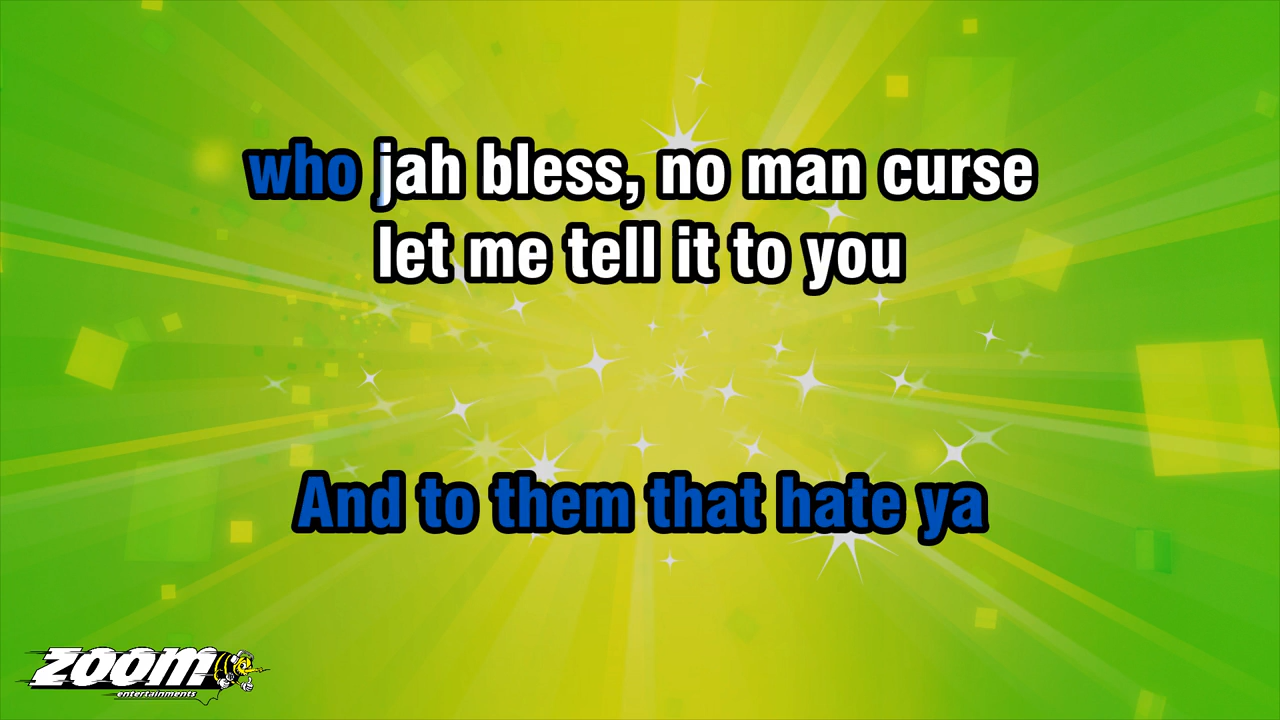 who jah bless, no man curse
let me tell it to you
And to them that hate ya
zoom
entertainments